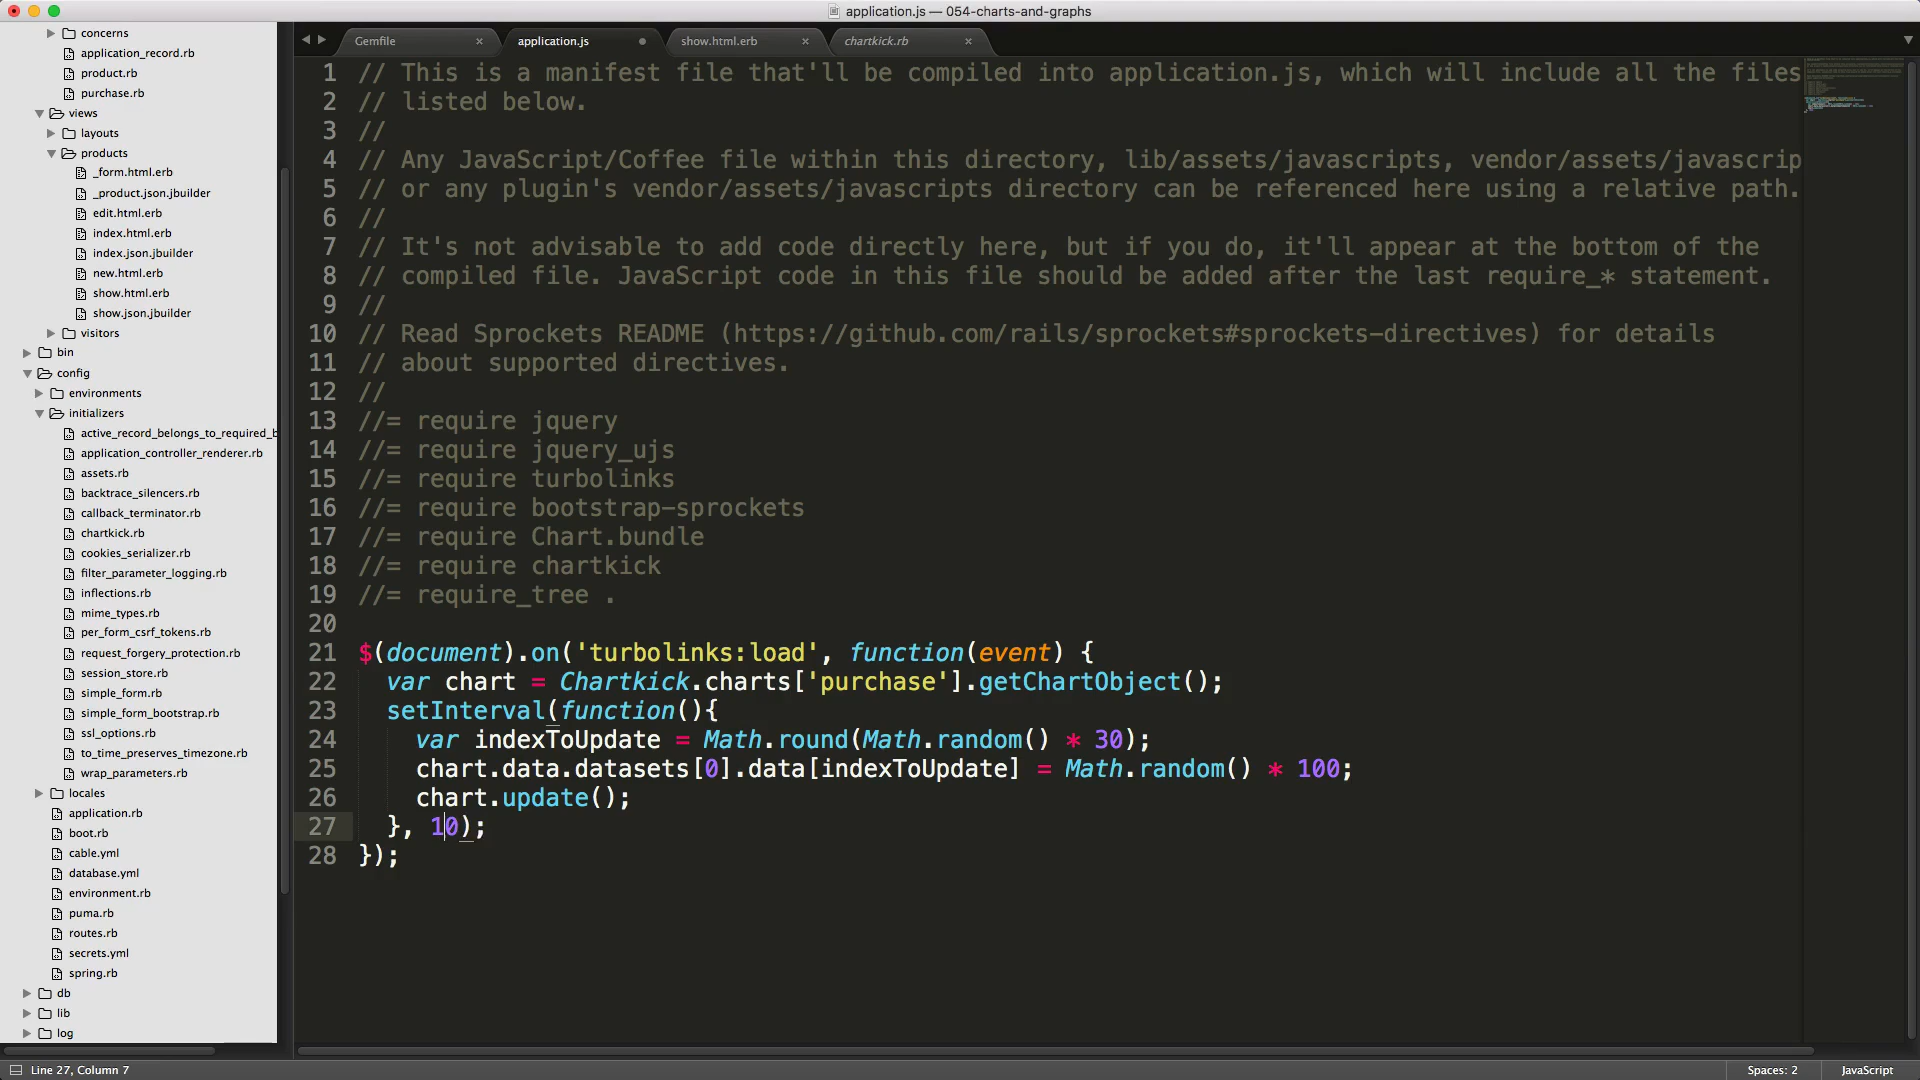 application.js — 054-charts-and-graphs
concerns
application_record.rb
product.rb
purchase.rb
views
layouts
products
_form.html.erb
_product.json.jbuilder
edit.html.erb
index.html.erb
index.json.jbuilder
new.html.erb
show.html.erb
show.json.jbuilder
visitors
bin
config
environments
initializers
active_record_belongs_to_required_b
application_controller_renderer.rb
assets.rb
backtrace_silencers.rb
callback_terminator.rb
chartkick.rb
cookies_serializer.rb
filter_parameter_logging.rb
inflections.rb
mime_types.rb
per_form_csrf_tokens.rb
request_forgery_protection.rb
session_store.rb
simple_form.rb
simple_form_bootstrap.rb
ssl_options.rb
to_time_preserves_timezone.rb
wrap_parameters.rb
locales
application.rb
boot.rb
cable.yml
database.yml
environment.rb
puma.rb
routes.rb
secrets.yml
spring.rb
db
lib
log
Gemfile × application.js show.html.erb × chartkick.rb ×
1 // This is a manifest file that'll be compiled into application.js, which will include all the files
2 // listed below.
3 //
4 // Any JavaScript/Coffee file within this directory, lib/assets/javascripts, vendor/assets/javascrip
5 // or any plugin's vendor/assets/javascripts directory can be referenced here using a relative path.
6 //
7 // It's not advisable to add code directly here, but if you do, it'll appear at the bottom of the
8 // compiled file. JavaScript code in this file should be added after the last require_* statement.
9 //
10 // Read Sprockets README (https://github.com/rails/sprockets#sprockets-directives) for details
11 // about supported directives.
12 //
13 //= require jquery
14 //= require jquery_ujs
15 //= require turbolinks
16 //= require bootstrap-sprockets
17 //= require Chart.bundle
18 //= require chartkick
19 //= require_tree .
20
21 $(document).on('turbolinks:load', function(event) {
22 var chart = Chartkick.charts['purchase'].getChartObject();
23 setInterval(function(){
24 var indexToUpdate = Math.round(Math.random() * 30);
25 chart.data.datasets[0].data[indexToUpdate] = Math.random() * 100;
26 chart.update();
27 }, 10);
28 });
Line 27, Column 7 Spaces: 2 JavaScript